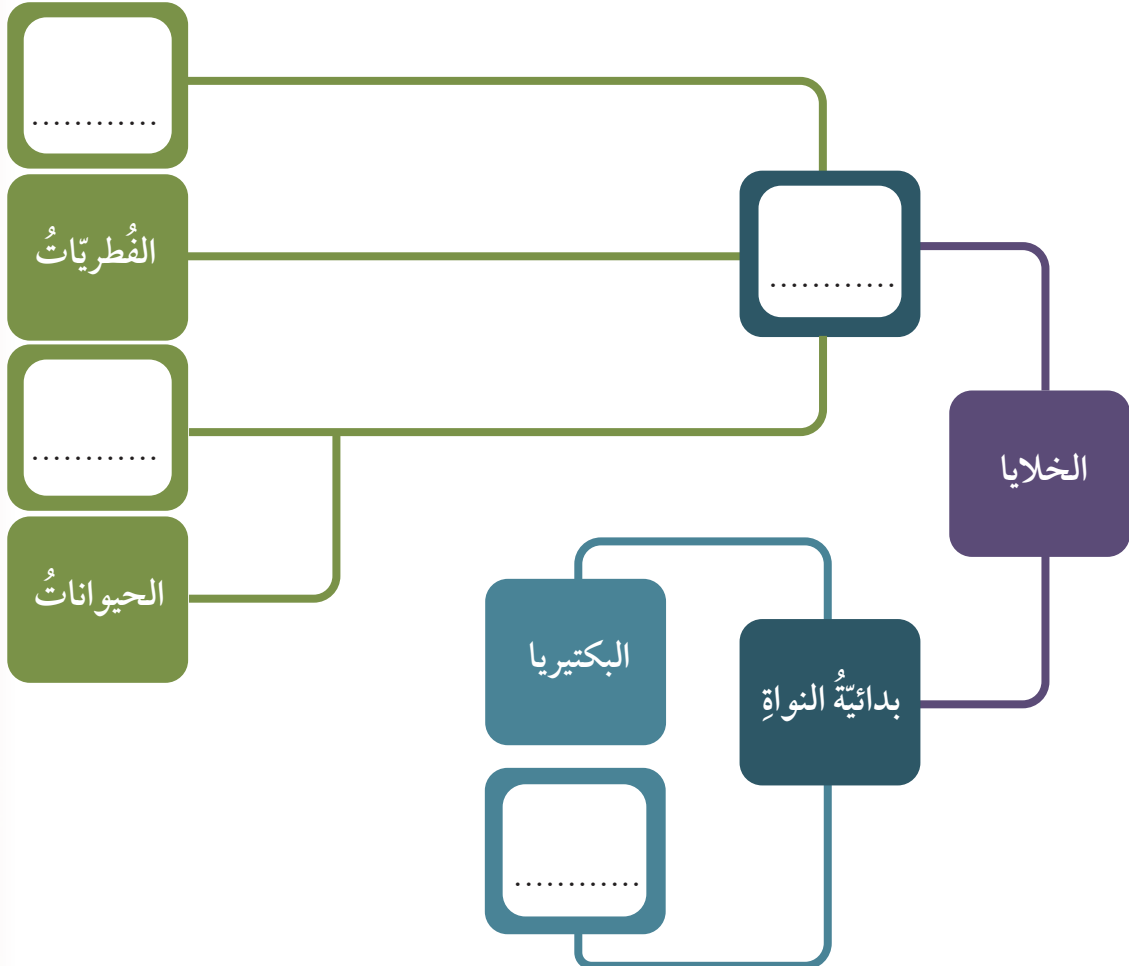 ............
............
الفُطريّاتُ
............
الخلايا
............
الحيواناتُ
البكتيريا
بدائيّةُ النواةِ
............